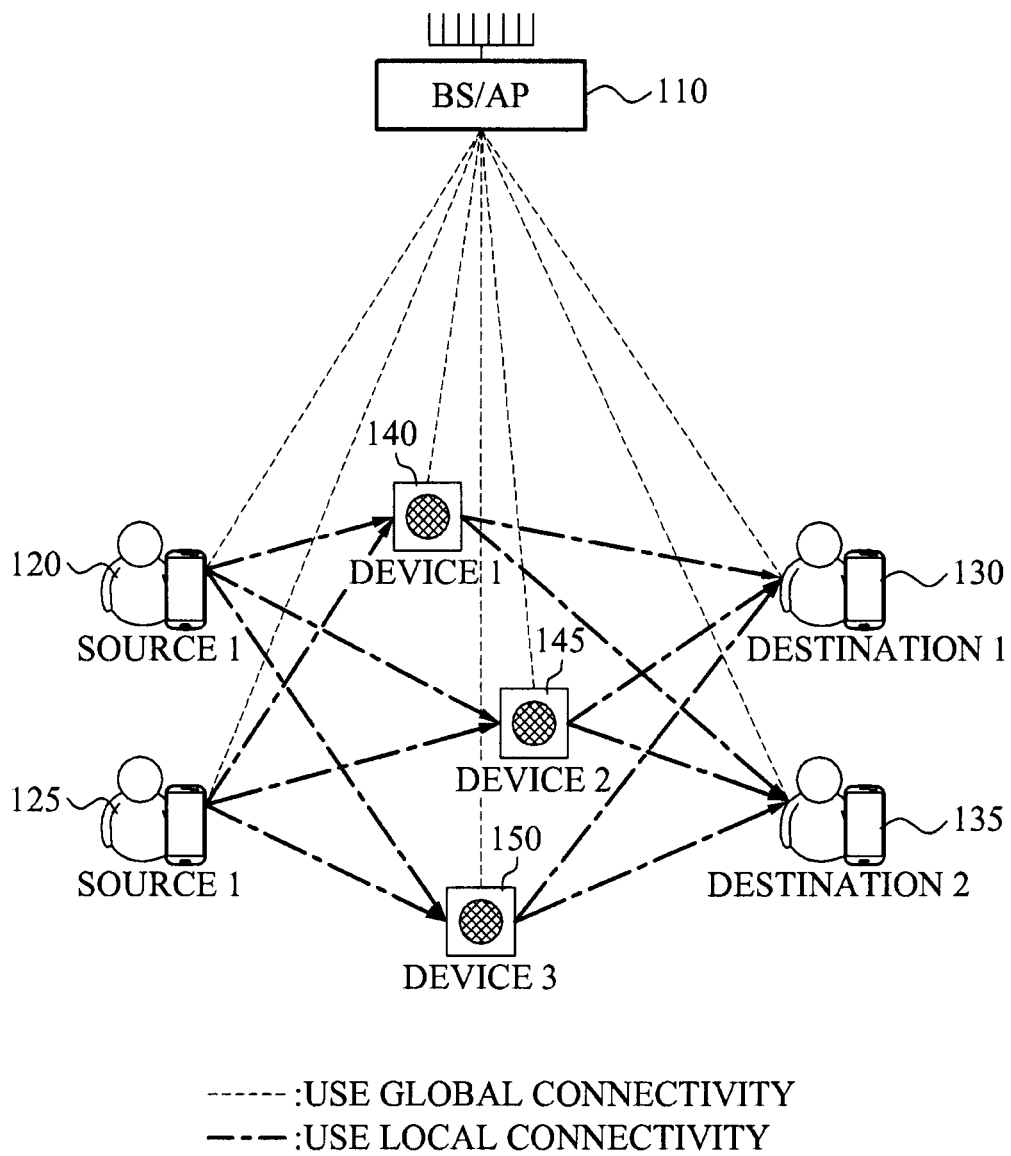 BS/AP
110
140
120
DEVICE 1
130
SOURCE 1
DESTINATION 1
145
125
DEVICE 2
135
150
SOURCE 1
DESTINATION 2
DEVICE 3
:USE GLOBAL CONNECTIVITY
:USE LOCAL CONNECTIVITY